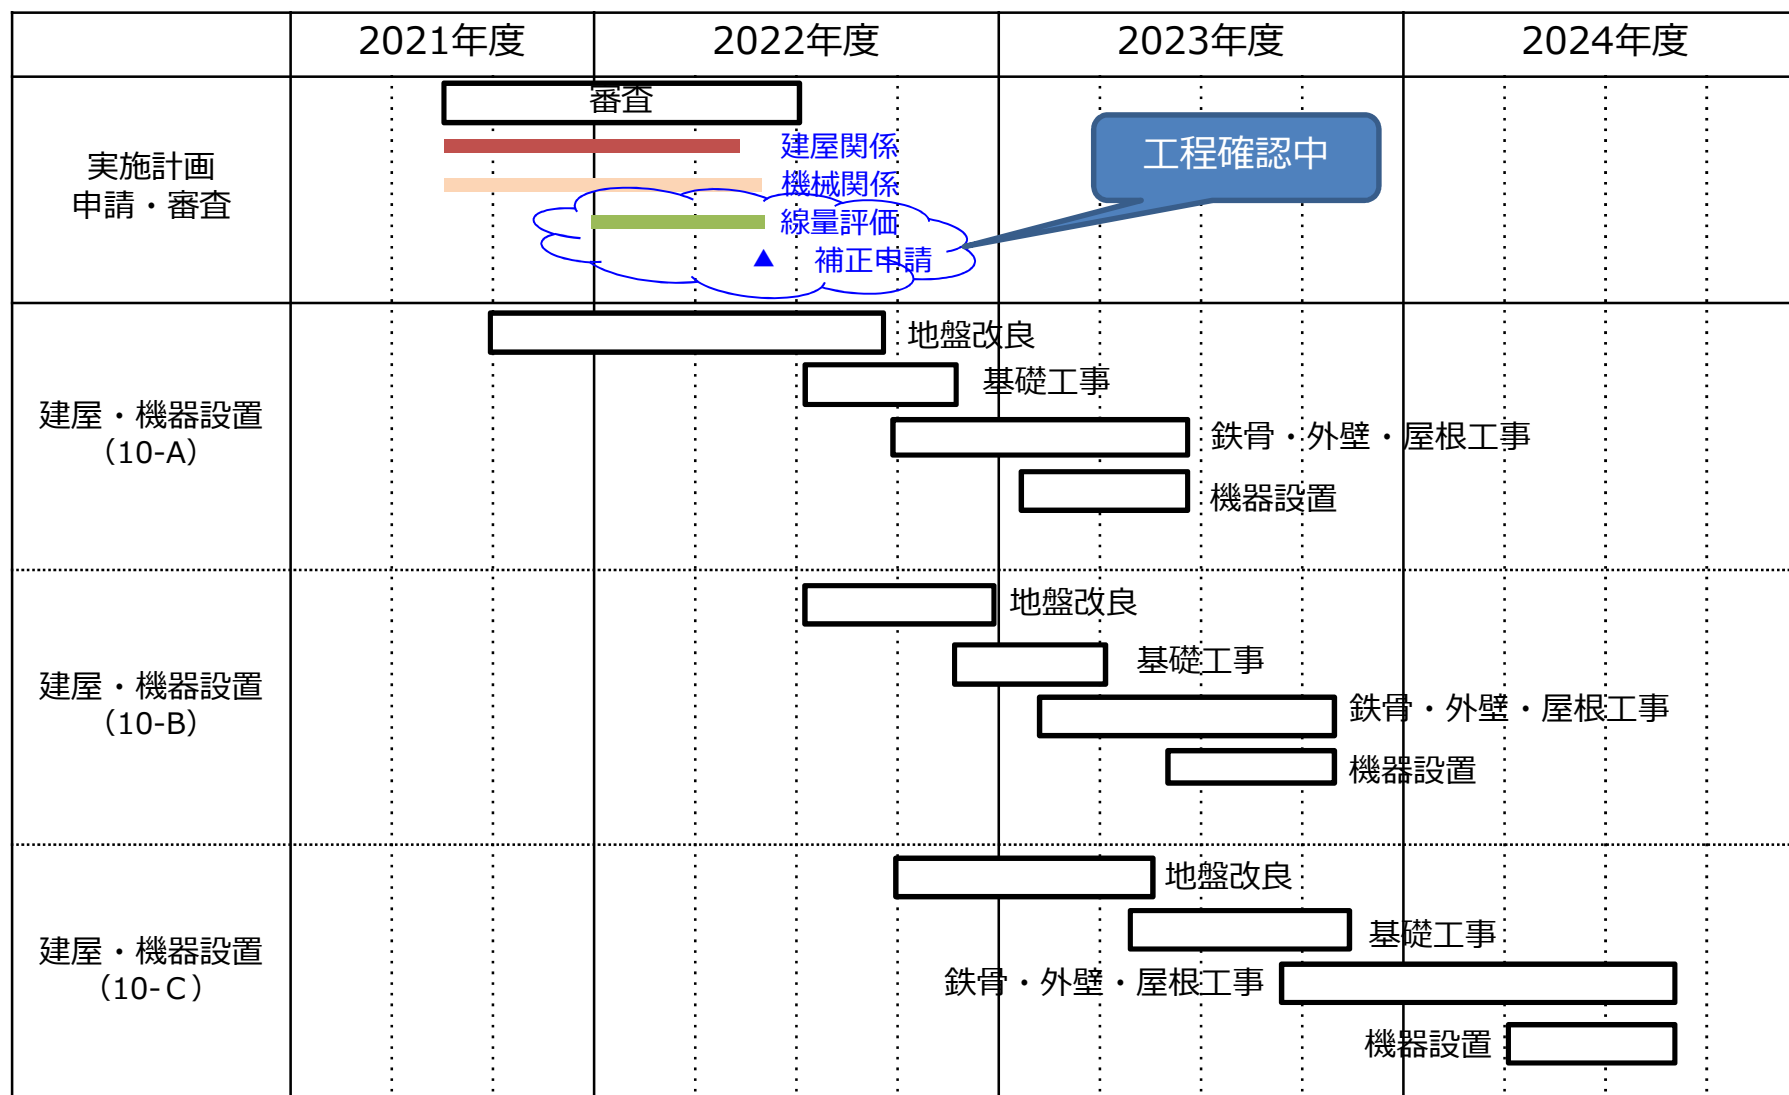 2021年度
2022年度
2023年度
2024年度
実施計画
申請・審査
審査
建屋関係
機械関係
線量評価
補正申請
工程確認中
建屋・機器設置
（10-A）
地盤改良
基礎工事
鉄骨・外壁・屋根工事
機器設置
建屋・機器設置
（10-B）
地盤改良
基礎工事
鉄骨・外壁・屋根工事
機器設置
建屋・機器設置
（10-Ｃ）
地盤改良
基礎工事
鉄骨・外壁・屋根工事
機器設置